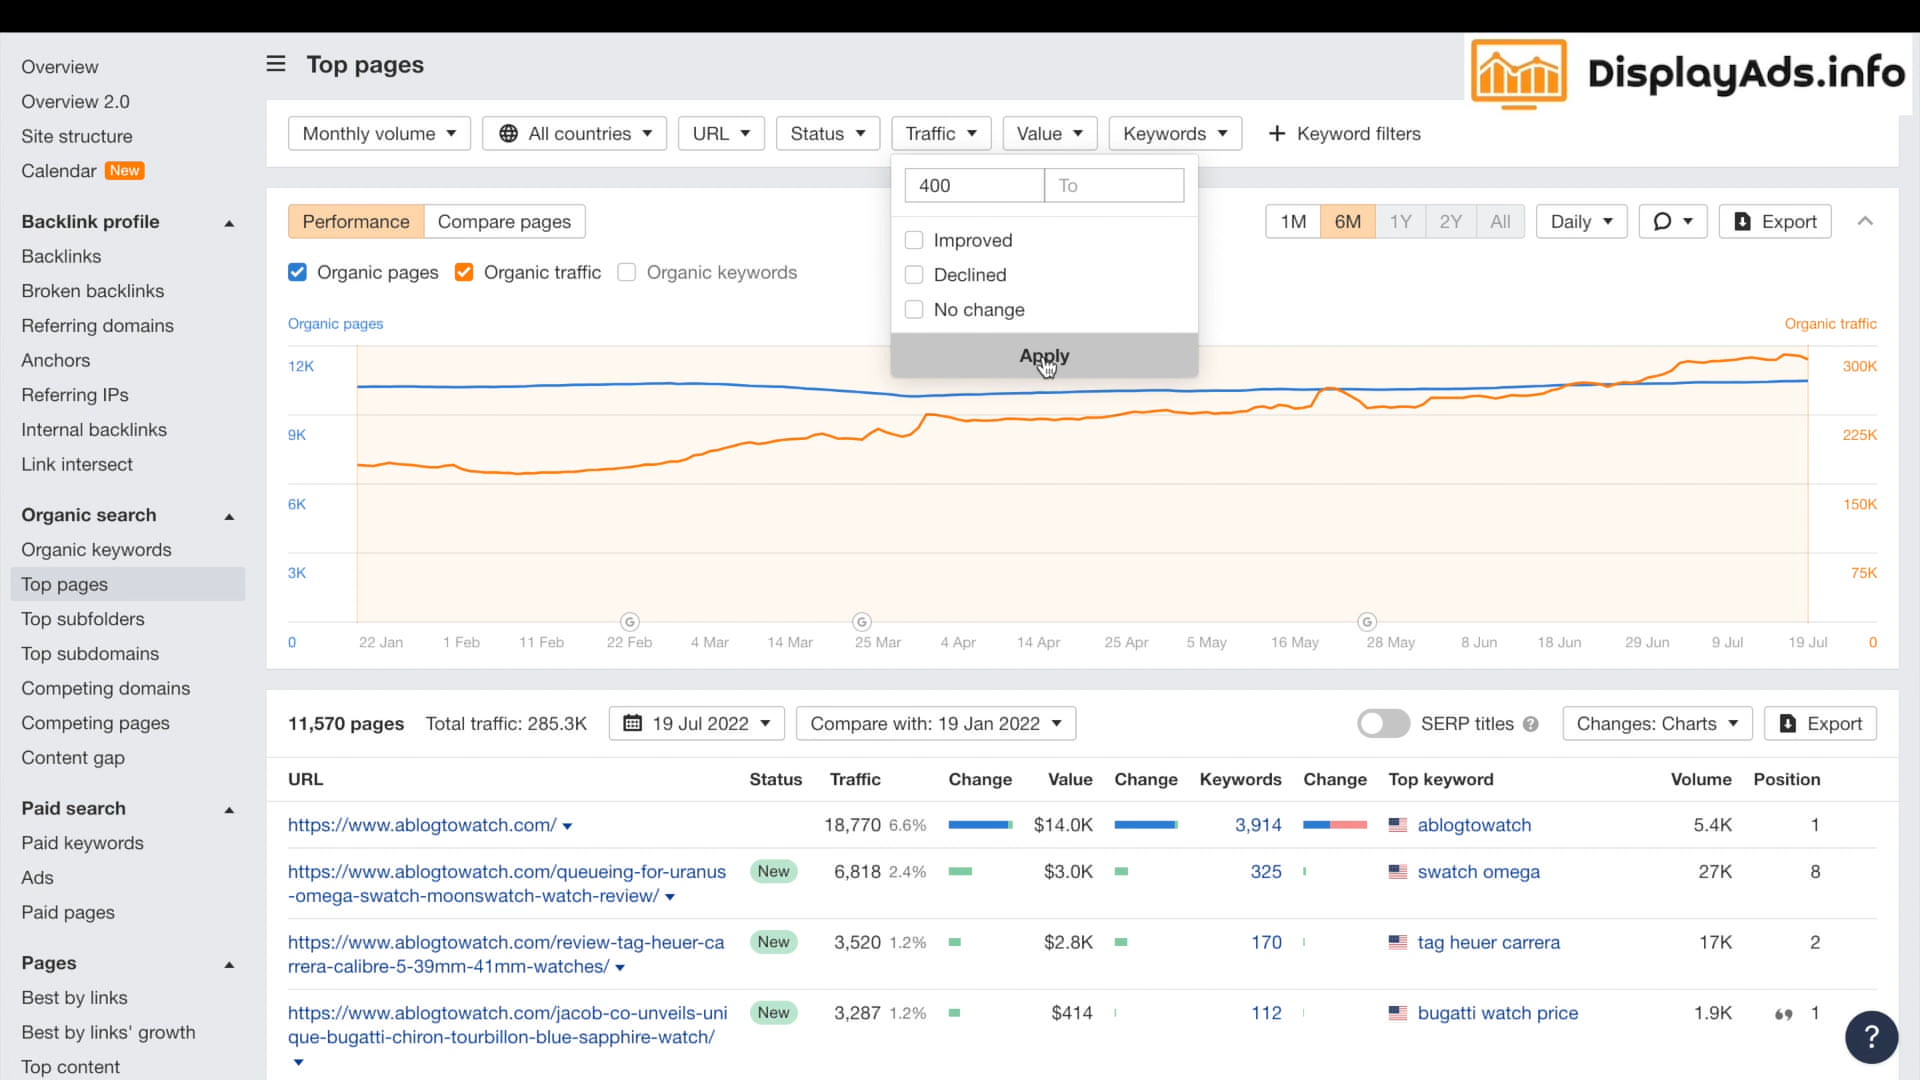 Overview
Overview 2.0
Site structure
Calendar New
Backlink profile
Backlinks
Broken backlinks
Referring domains
Anchors
Referring IPs
Internal backlinks
Link intersect
Organic search
Organic keywords
Top pages
Top subfolders
Top subdomains
Competing domains
Competing pages
Content gap
Paid search
Paid keywords
Ads
Paid pages
Pages
Best by links
Best by links' growth
Top content
Top pages
DisplayAds.info
Monthly volume All countries URL Status Traffic Value Keywords + Keyword filters
400 To
Improved
Declined
No change
Apply
Performance Compare pages
1M 6M 1Y 2Y All Daily Export
Organic pages Organic traffic Organic keywords
Organic pages Organic traffic
12K 300K
9K 225K
6K 150K
3K 75K
G G G
0 22 Jan 1 Feb 11 Feb 22 Feb 4 Mar 14 Mar 25 Mar 4 Apr 14 Apr 25 Apr 5 May 16 May 28 May 8 Jun 18 Jun 29 Jun 9 Jul 19 Jul 0
11,570 pages Total traffic: 285.3K 19 Jul 2022 Compare with: 19 Jan 2022 SERP titles ? Changes: Charts Export
URL Status Traffic Change Value Change Keywords Change Top keyword Volume Position
https://www.ablogtowatch.com/ 18,770 6.6% $14.0K 3,914 ablogtowatch 5.4K 1
https://www.ablogtowatch.com/queueing-for-uranus New 6,818 2.4% $3.0K 325 swatch omega 27K 8
-omega-swatch-moonswatch-watch-review/
https://www.ablogtowatch.com/review-tag-heuer-ca New 3,520 1.2% $2.8K 170 tag heuer carrera 17K 2
rrera-calibre-5-39mm-41mm-watches/
https://www.ablogtowatch.com/jacob-co-unveils-uni New 3,287 1.2% $414 112 bugatti watch price 1.9K 1
que-bugatti-chiron-tourbillon-blue-sapphire-watch/
?